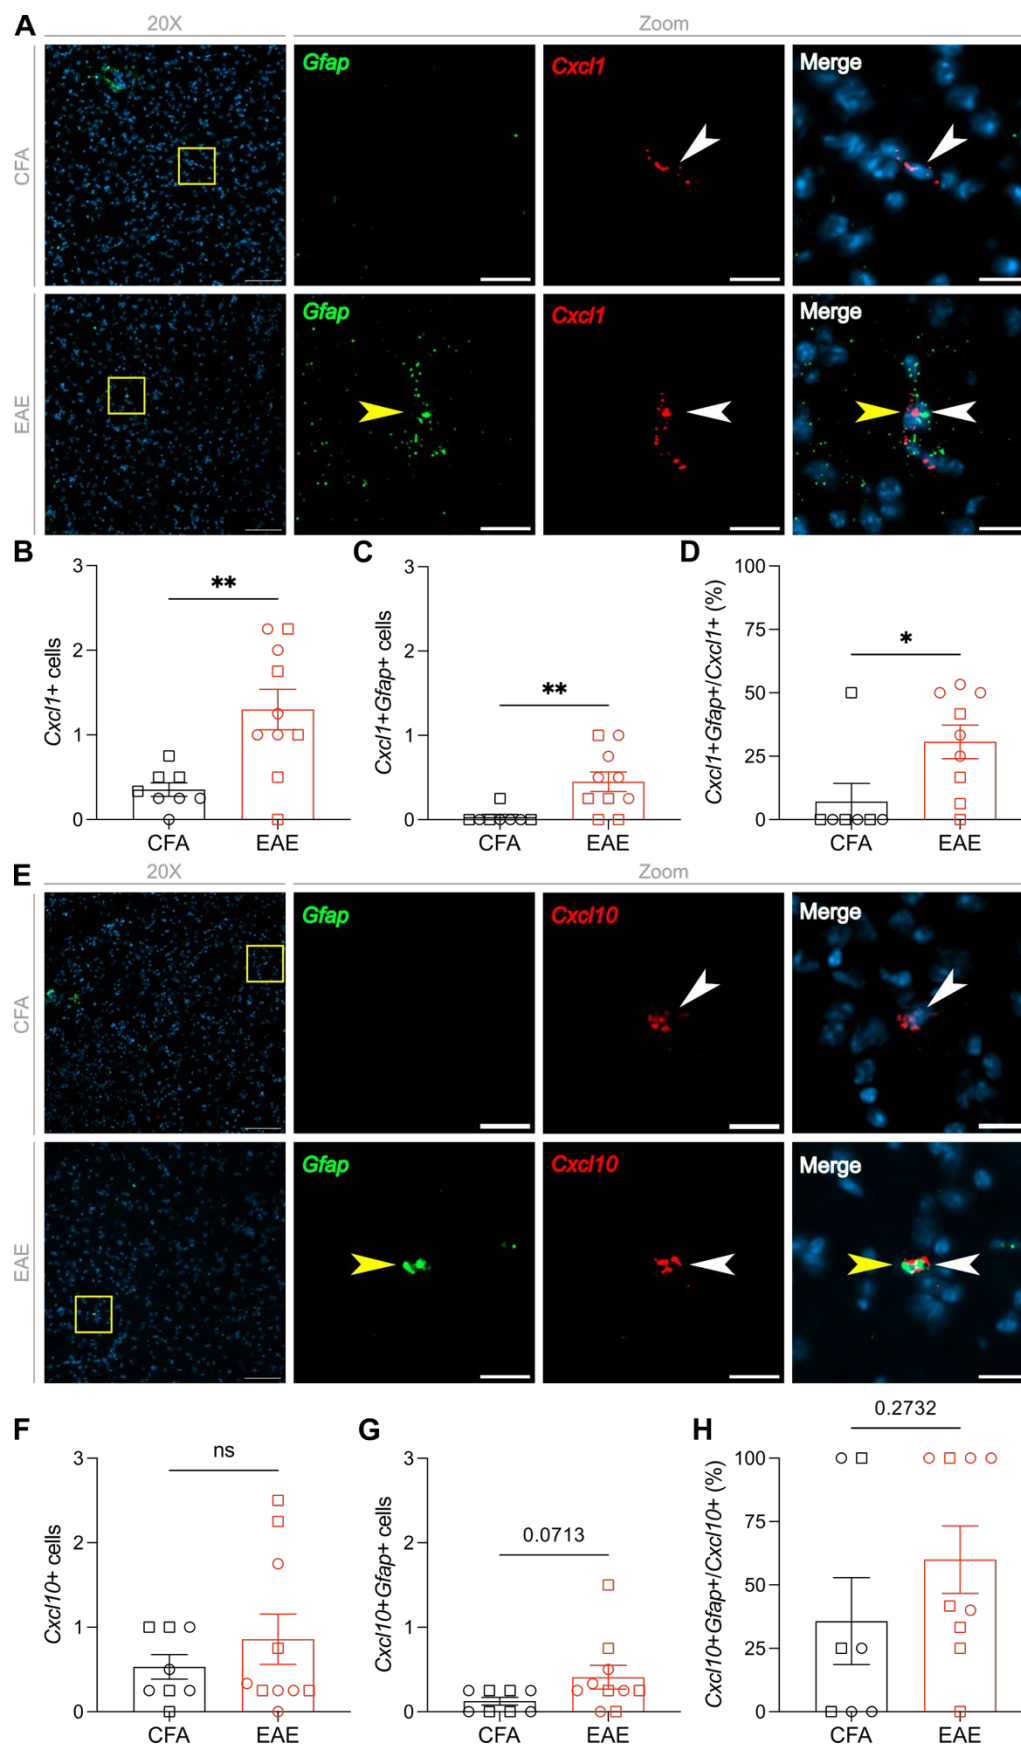 A
20X
Zoom
CFA
Gfap
Cxcl1
Merge
EAE
Gfap
Cxcl1
Merge
B
Cxcl1+ cells
3
2
1
0
**
CFA
EAE
C
Cxcl1+Gfap+ cells
3
2
1
0
**
CFA
EAE
D
Cxcl1+Gfap+/Cxcl1+ (%)
100
75
50
25
0
*
CFA
EAE
E
20X
Zoom
CFA
Gfap
Cxcl10
Merge
EAE
Gfap
Cxcl10
Merge
F
Cxcl10+ cells
3
2
1
0
ns
CFA
EAE
G
Cxcl10+Gfap+ cells
3
2
1
0
0.0713
CFA
EAE
H
Cxcl10+Gfap+/Cxcl10+ (%)
100
75
50
25
0
0.2732
CFA
EAE